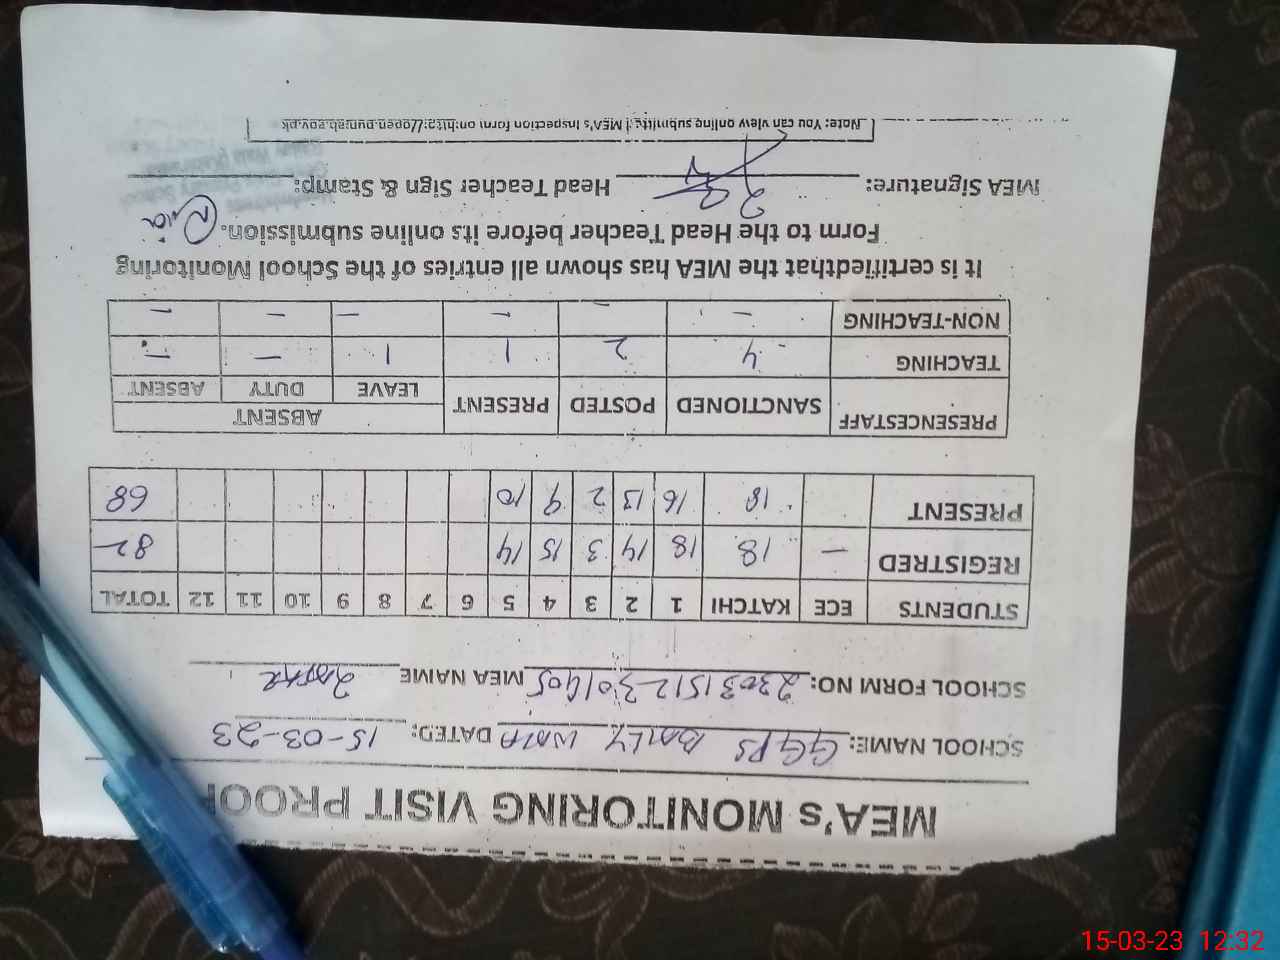 MEA's MONITORING VISIT PROOF
SCHOOL NAME: GGPS BALLY WALA DATED: 15-03-23
SCHOOL FORM NO: MEA NAME
STUDENTS ECE KATCHI 1 2 3 4 5 6 7 8 9 10 11 12 TOTAL
REGISTRED - 18 18 14 3 15 14 82
PRESENT 18 16 13 2 9 10 68
PRESENCESTAFF SANCTIONED POSTED PRESENT ABSENT
LEAVE DUTY ABSENT
TEACHING 4 2 1 1 - -
NON-TEACHING - - - - - -
It is certifiedthat the MEA has shown all entries of the School Monitoring
Form to the Head Teacher before its online submission.
MEA Signature: Head Teacher Sign & Stamp:
Note: You can view online submitted MEA's Inspection form on:http://open.punjab.gov.pk
15-03-23 12:32